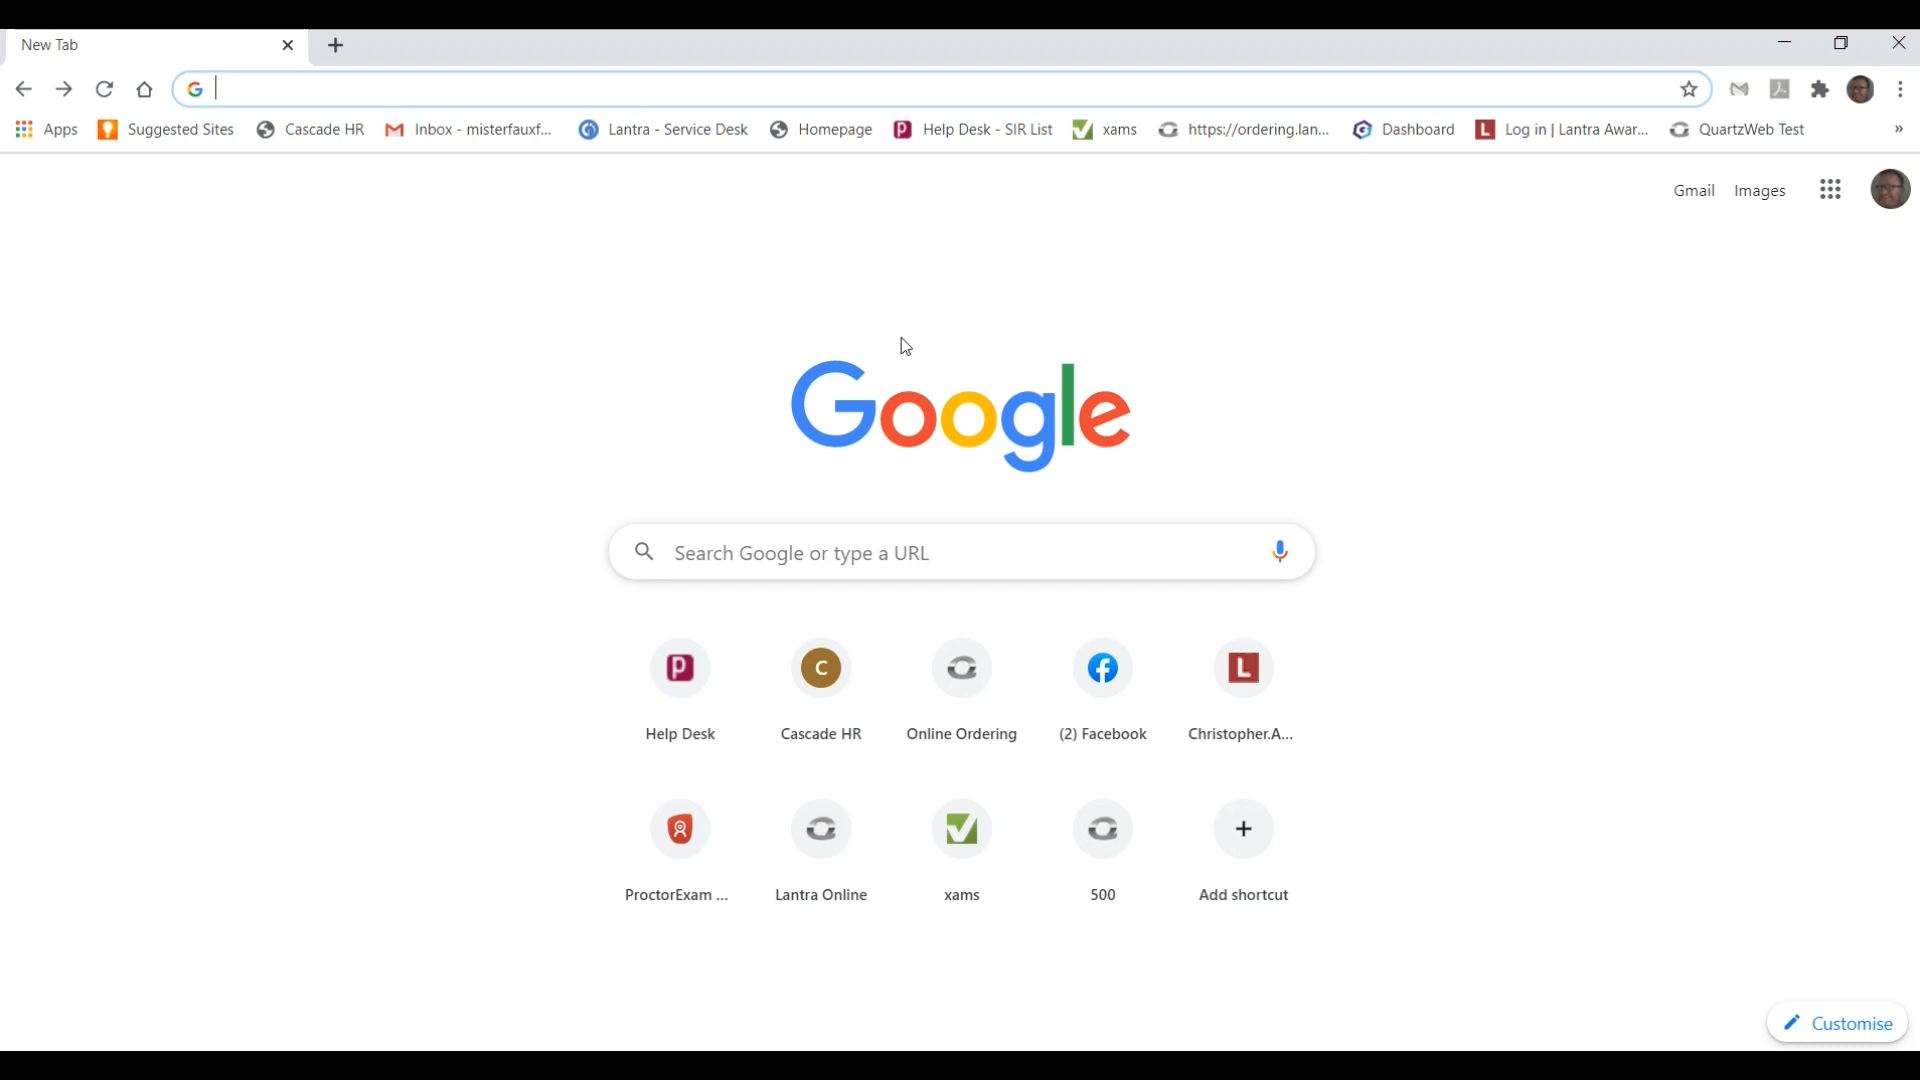 New Tab
Apps Suggested Sites Cascade HR Inbox - misterfauxf... Lantra - Service Desk Homepage Help Desk - SIR List xams https://ordering.lan... Dashboard Log in | Lantra Awar... QuartzWeb Test »
Gmail Images
Google
Search Google or type a URL
Help Desk Cascade HR Online Ordering (2) Facebook Christopher.A...
ProctorExam ... Lantra Online xams 500 Add shortcut
Customise